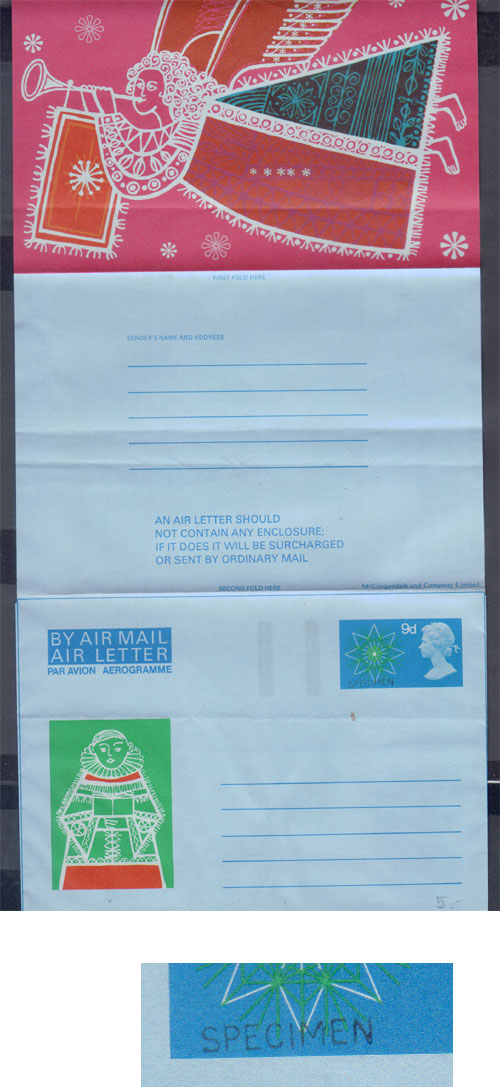 FIRST FOLD HERE
SENDER'S NAME AND ADDRESS
AN AIR LETTER SHOULD
NOT CONTAIN ANY ENCLOSURE;
IF IT DOES IT WILL BE SURCHARGED
OR SENT BY ORDINARY MAIL
SECOND FOLD HERE
McCorquodale and Company Limited
BY AIR MAIL
AIR LETTER
PAR AVION AEROGRAMME
9d
SPECIMEN
5.-
SPECIMEN